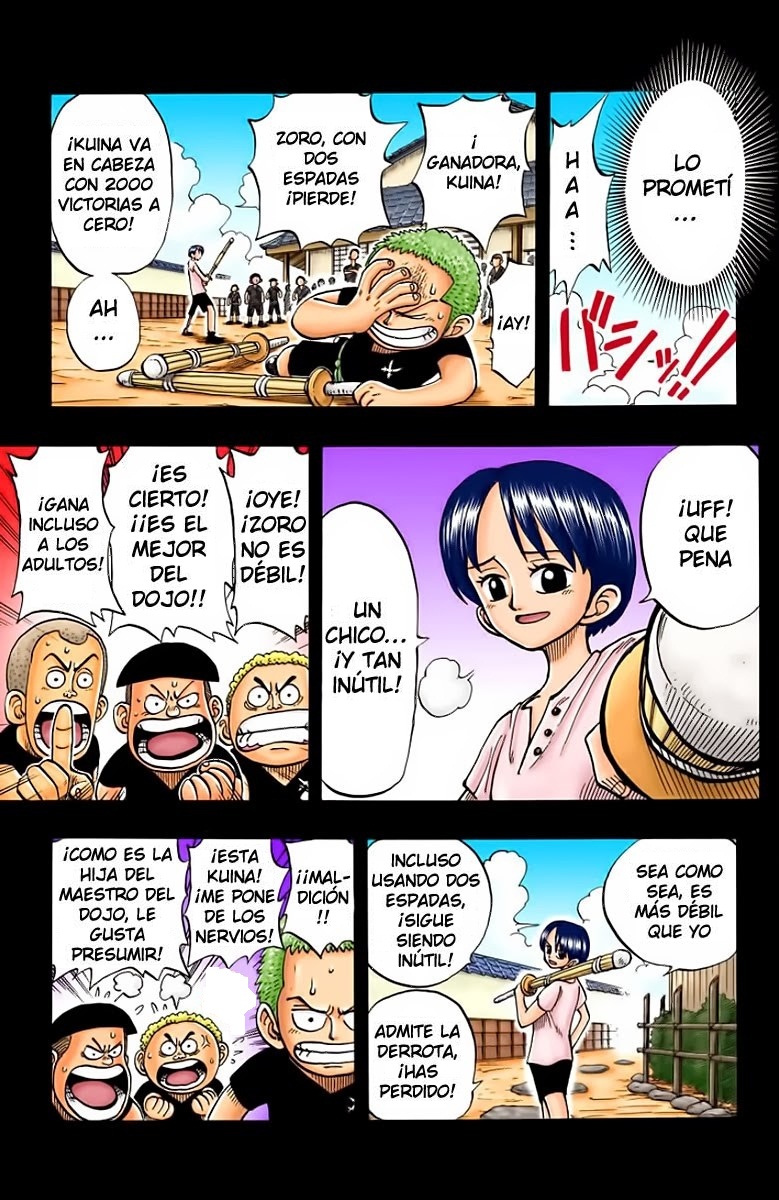 LO
PROMETÍ
...
HAA...
バンッ!!
¡
GANADORA,
KUINA!
ZORO, CON
DOS
ESPADAS
¡PIERDE!
¡KUINA VA
EN CABEZA
CON 2000
VICTORIAS A
CERO!
AH
...
¡AY!
¡UFF!
QUE
PENA
UN
CHICO...
¡Y TAN
INÚTIL!
¡OYE!
¡ZORO
NO ES
DÉBIL!
¡ES
CIERTO!
¡¡ES EL
MEJOR
DEL
DOJO!!
¡GANA
INCLUSO
A LOS
ADULTOS!
SEA COMO
SEA, ES
MÁS DÉBIL
QUE YO
INCLUSO
USANDO DOS
ESPADAS,
¡SIGUE
SIENDO
INÚTIL!
ADMITE LA
DERROTA,
¡HAS
PERDIDO!
¡¡MAL-
DICIÓN
!!
¡ESTA
KUINA!
¡ME PONE
DE LOS
NERVIOS!
¡COMO ES LA
HIJA DEL
MAESTRO DEL
DOJO, LE
GUSTA
PRESUMIR!